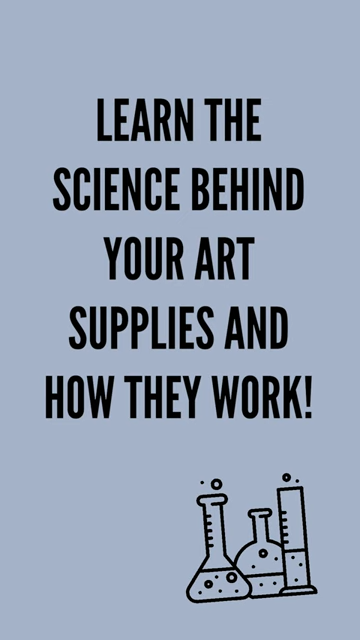 LEARN THE
SCIENCE BEHIND
YOUR ART
SUPPLIES AND
HOW THEY WORK!